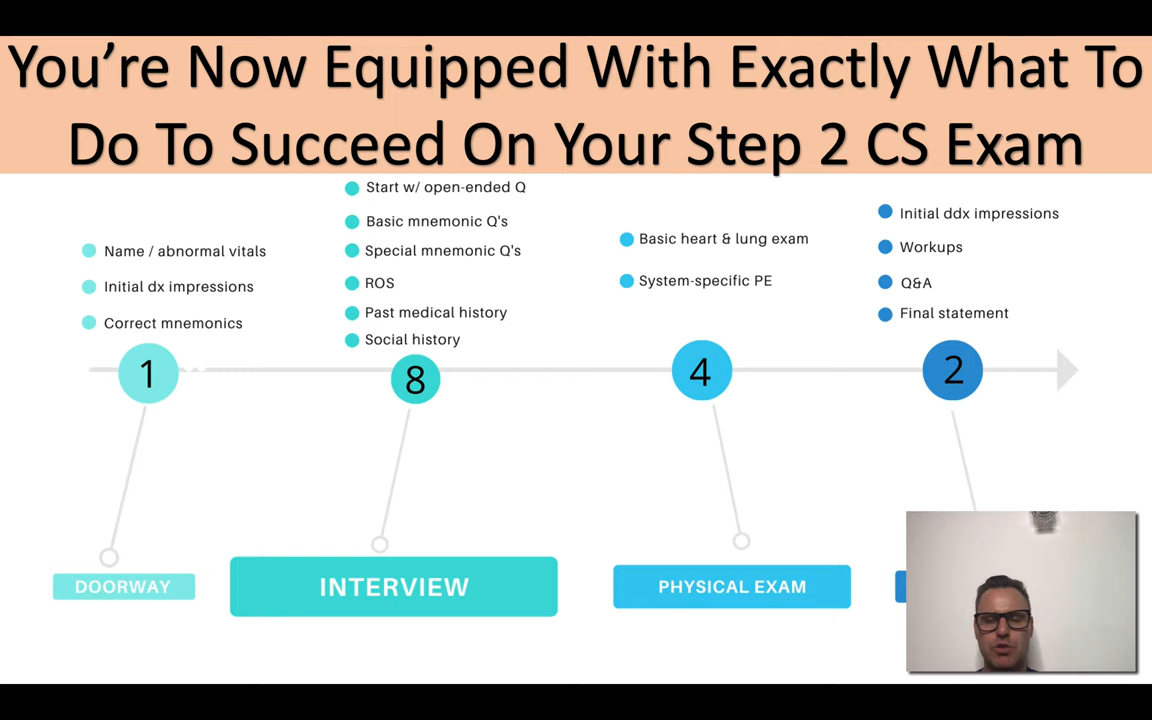 You’re Now Equipped With Exactly What To
Do To Succeed On Your Step 2 CS Exam
Name / abnormal vitals
Initial dx impressions
Correct mnemonics
1
DOORWAY
Start w/ open-ended Q
Basic mnemonic Q's
Special mnemonic Q's
ROS
Past medical history
Social history
8
INTERVIEW
Basic heart & lung exam
System-specific PE
4
PHYSICAL EXAM
Initial ddx impressions
Workups
Q&A
Final statement
2